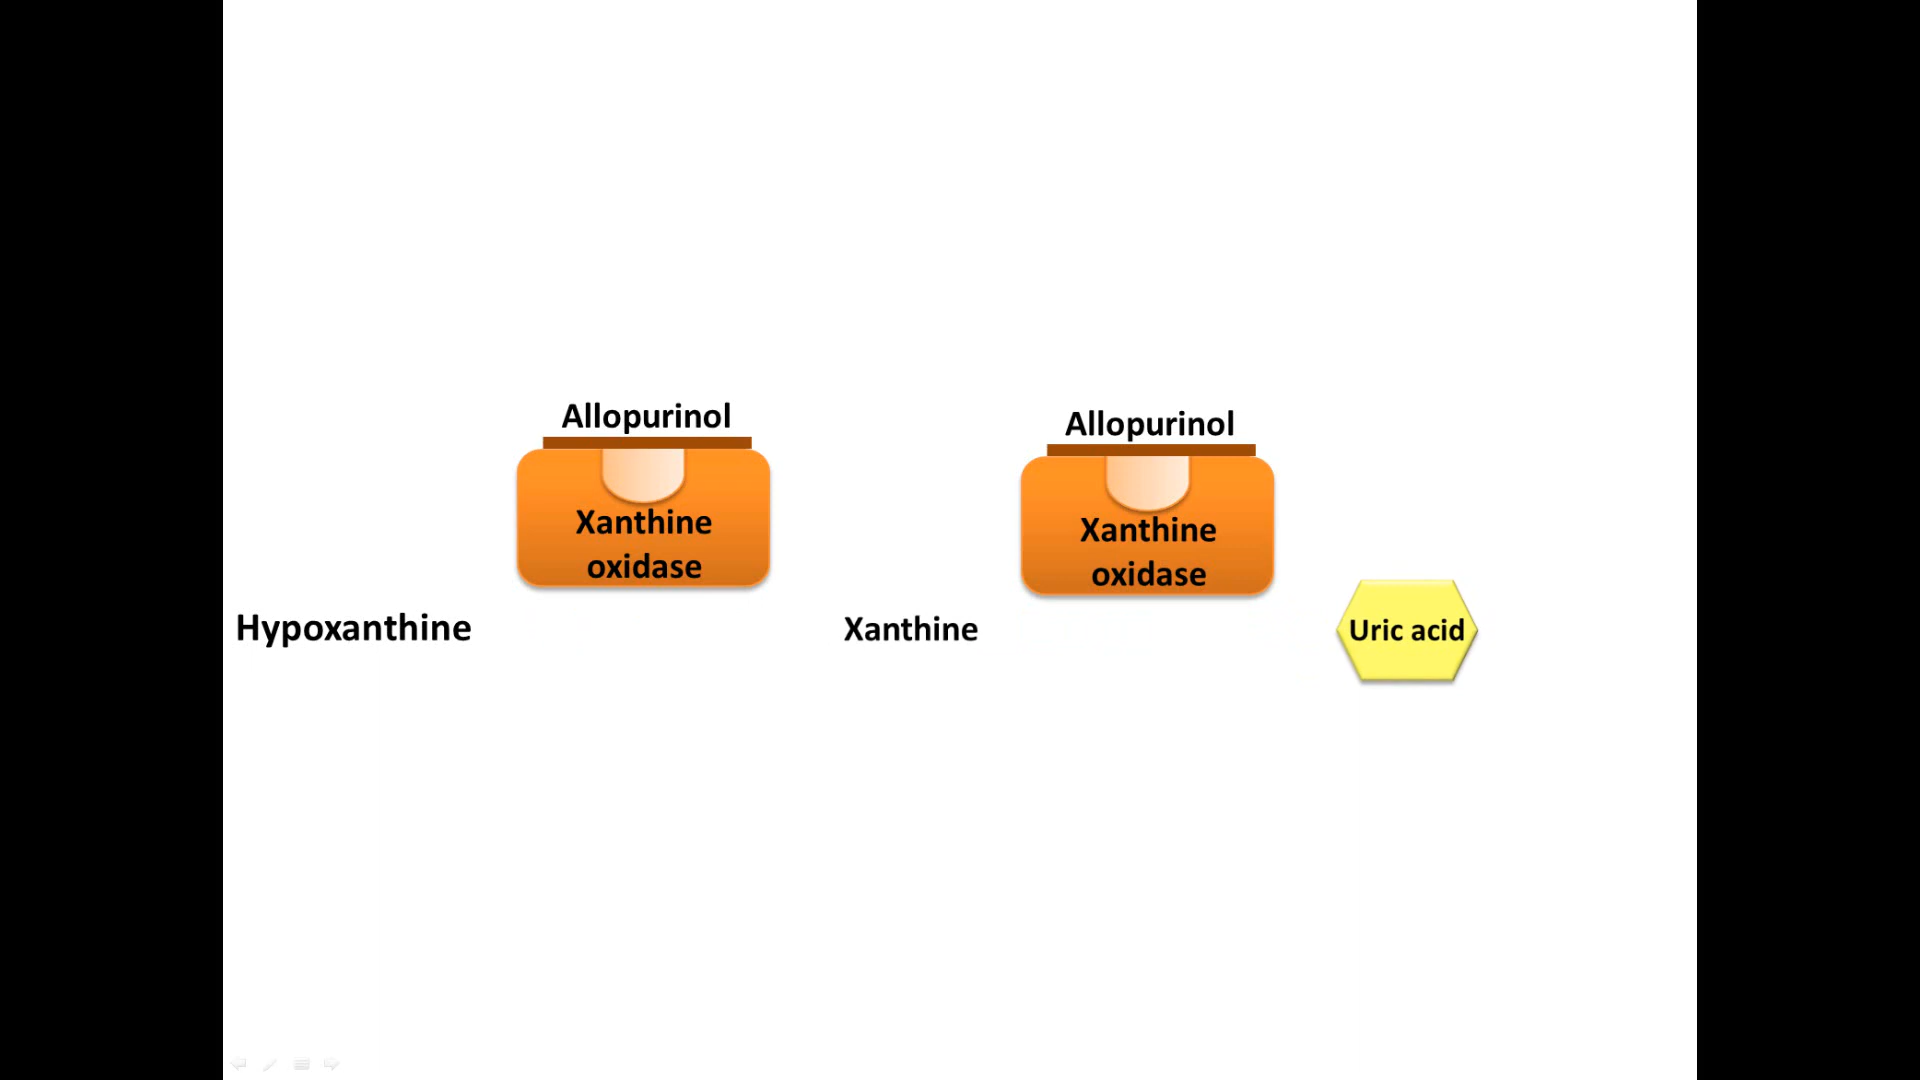 Allopurinol
Xanthine
oxidase
Allopurinol
Xanthine
oxidase
Hypoxanthine
Xanthine
Uric acid